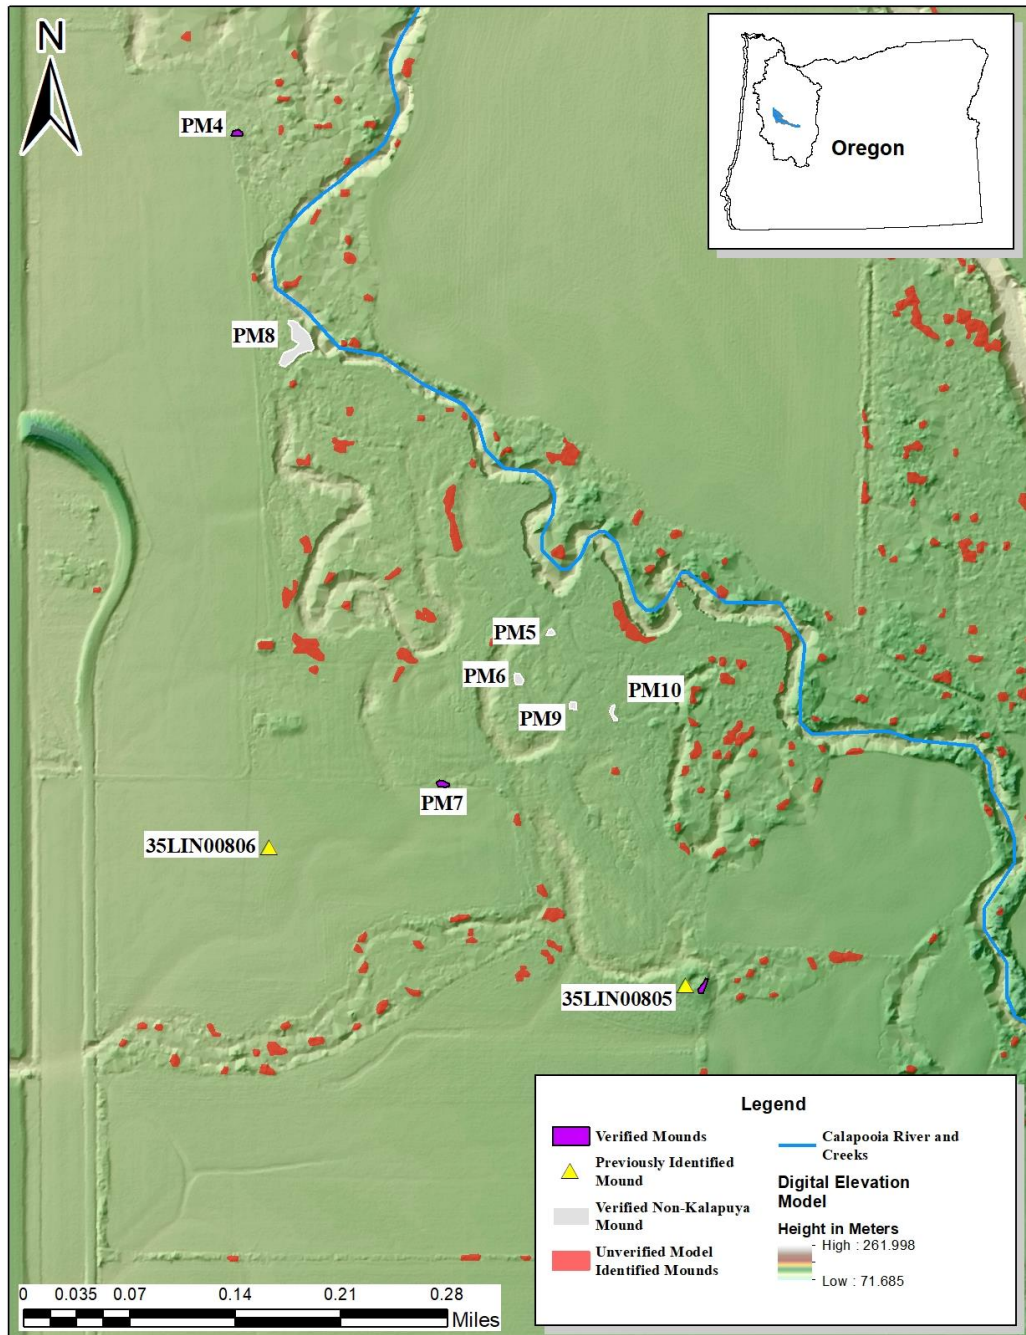 N
PM4
Oregon
PM8
PM5
PM6
PM10
PM9
PM7
35LIN00806
35LIN00805
Legend
Verified Mounds
Previously Identified
Mound
Verified Non-Kalapuya
Mound
Unverified Model
Identified Mounds
Calapooia River and
Creeks
Digital Elevation
Model
Height in Meters
High : 261.998
Low : 71.685
0 0.035 0.07 0.14 0.21 0.28
Miles